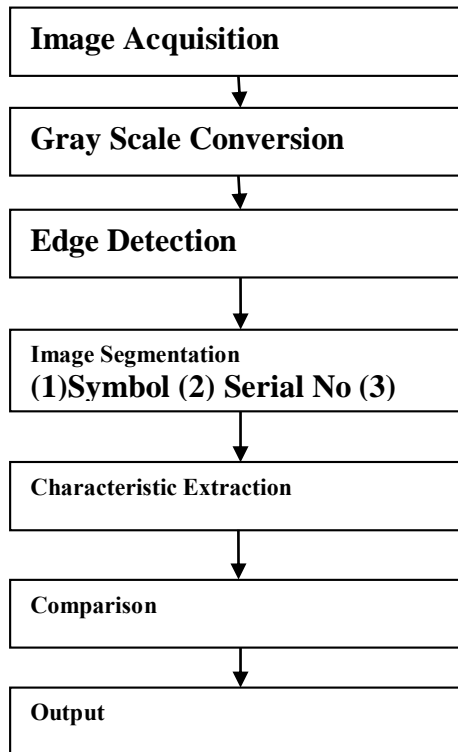 Image Acquisition
Gray Scale Conversion
Edge Detection
Image Segmentation
(1)Symbol (2) Serial No (3)
Characteristic Extraction
Comparison
Output